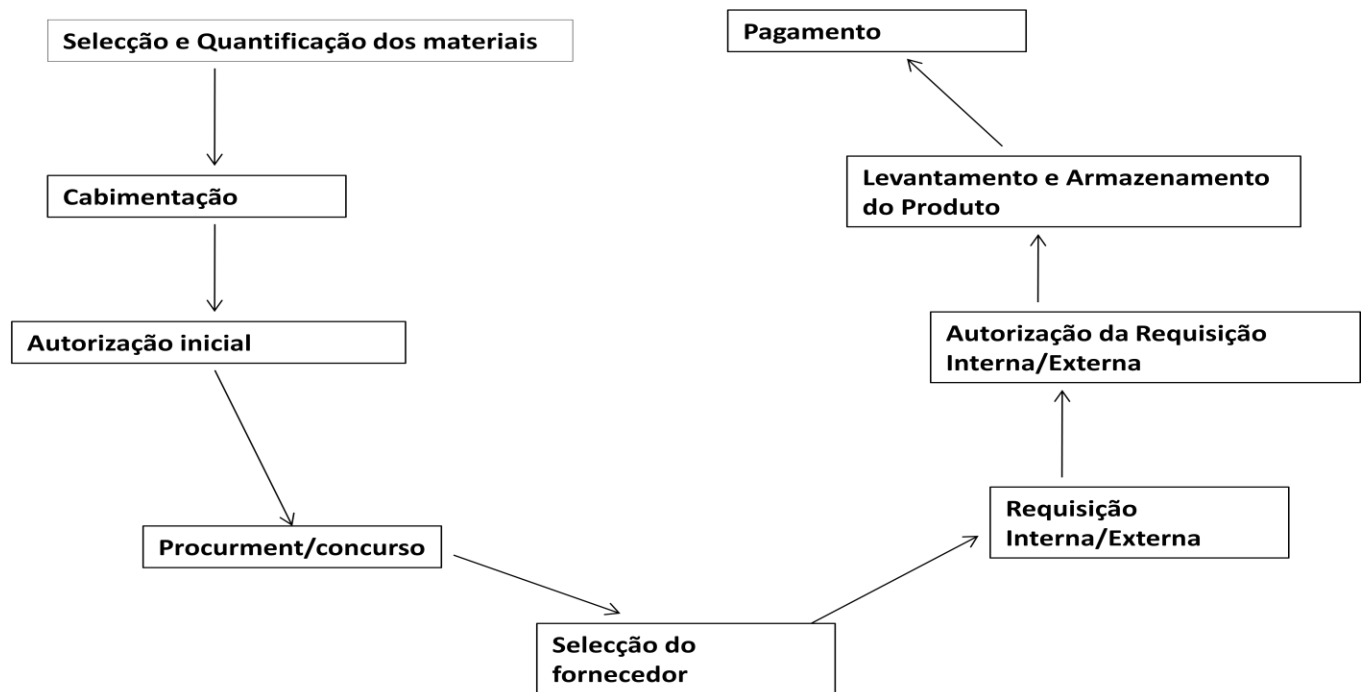 Selecção e Quantificação dos materiais
Cabimentação
Autorização inicial
Procurment/concurso
Selecção do
fornecedor
Requisição
Interna/Externa
Autorização da Requisição
Interna/Externa
Levantamento e Armazenamento
do Produto
Pagamento